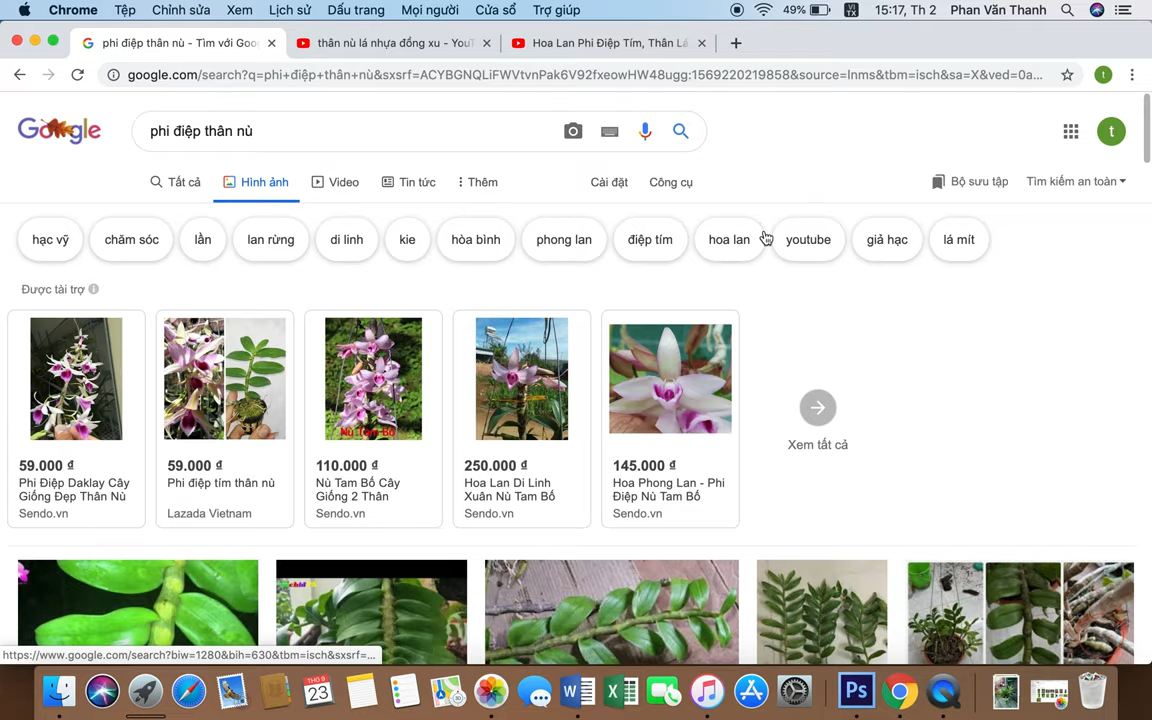 Chrome Tệp Chỉnh sửa Xem Lịch sử Dấu trang Mọi người Cửa sổ Trợ giúp 49% VI TX 15:17, Th 2 Phan Văn Thanh
phi điệp thân nù - Tìm với Goo thân nù lá nhựa đồng xu - YouT Hoa Lan Phi Điệp Tím, Thân Lá
google.com/search?q=phi+điệp+thân+nù&sxsrf=ACYBGNQLiFWVtvnPak6V92fxeowHW48ugg:1569220219858&source=lnms&tbm=isch&sa=X&ved=0a... t
Google phi điệp thân nù t
Tất cả Hình ảnh Video Tin tức Thêm Cài đặt Công cụ Bộ sưu tập Tìm kiếm an toàn
hạc vỹ chăm sóc lần lan rừng di linh kie hòa bình phong lan điệp tím hoa lan youtube giả hạc lá mít
Được tài trợ
Nù Tam Bố
Xem tất cả
59.000 ₫ 59.000 ₫ 110.000 ₫ 250.000 ₫ 145.000 ₫
Phi Điệp Daklay Cây Phi điệp tím thân nù Nù Tam Bố Cây Hoa Lan Di Linh Hoa Phong Lan - Phi
Giống Đẹp Thân Nù Giống 2 Thân Xuân Nù Tam Bố Điệp Nù Tam Bố
Sendo.vn Lazada Vietnam Sendo.vn Sendo.vn Sendo.vn
https://www.google.com/search?biw=1280&bih=630&tbm=isch&sxsrf=...
THG 9
23
Ps